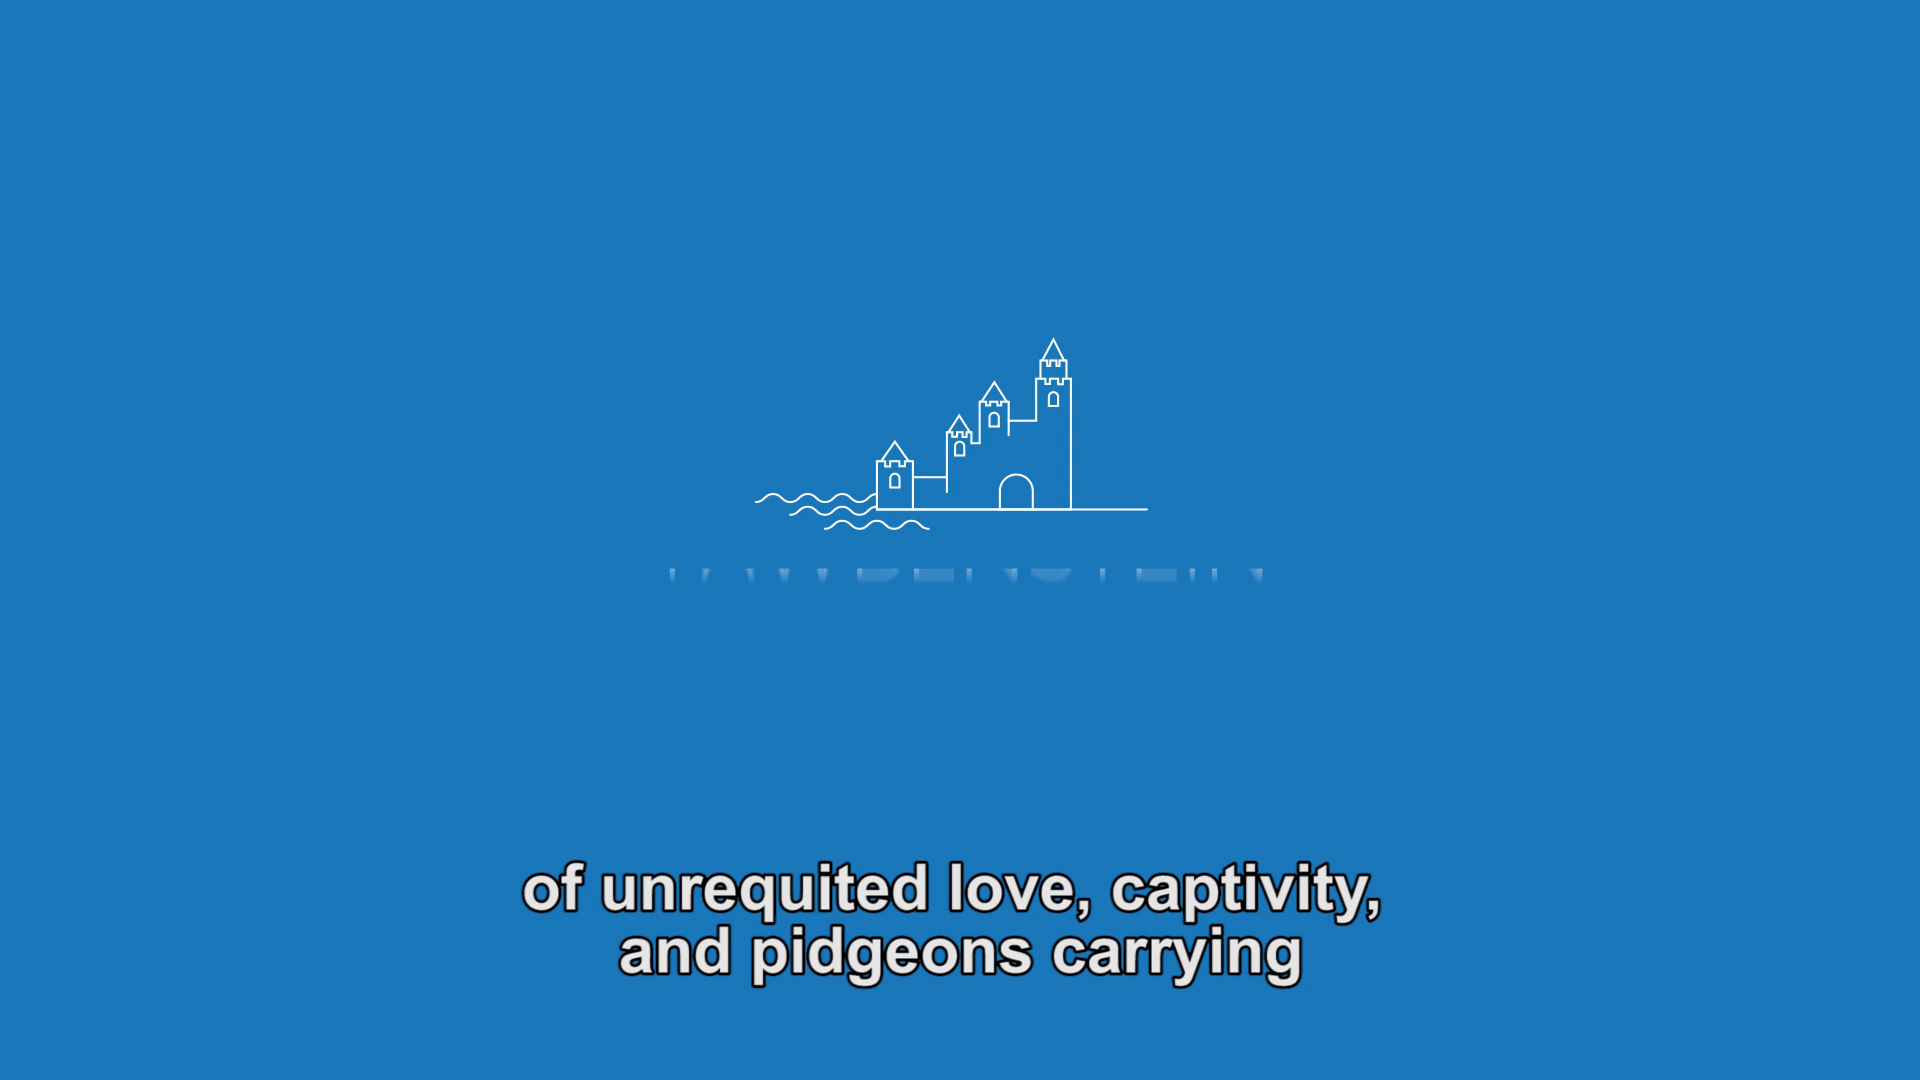 of unrequited love, captivity,
and pidgeons carrying